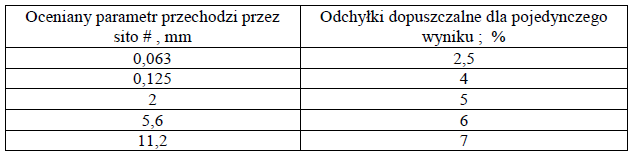 Oceniany parametr przechodzi przez
sito # , mm
Odchyłki dopuszczalne dla pojedynczego
wyniku ; %
0,063 2,5
0,125 4
2 5
5,6 6
11,2 7